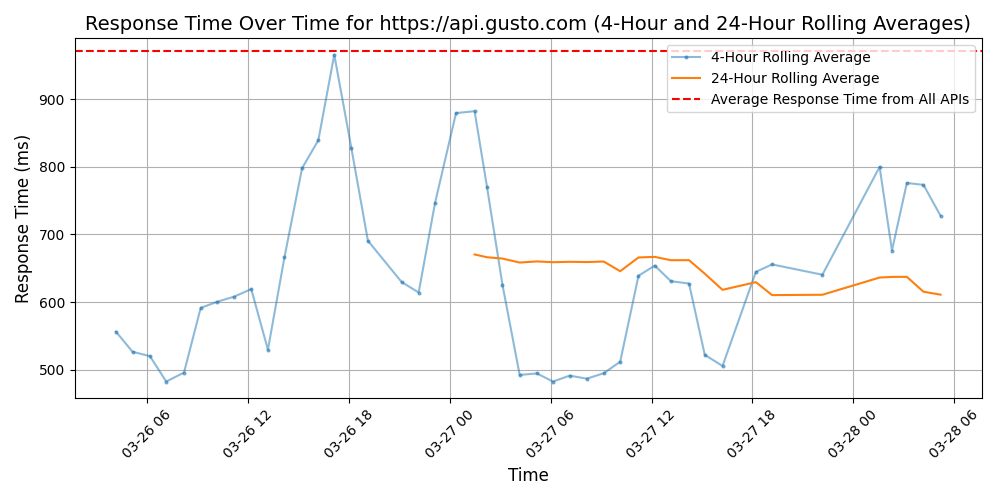 Response Time Over Time for https://api.gusto.com (4-Hour and 24-Hour Rolling Averages)
4-Hour Rolling Average
24-Hour Rolling Average
Average Response Time from All APIs
Response Time (ms)
900
800
700
600
500
03-26 06
03-26 12
03-26 18
03-27 00
03-27 06
03-27 12
03-27 18
03-28 00
03-28 06
Time